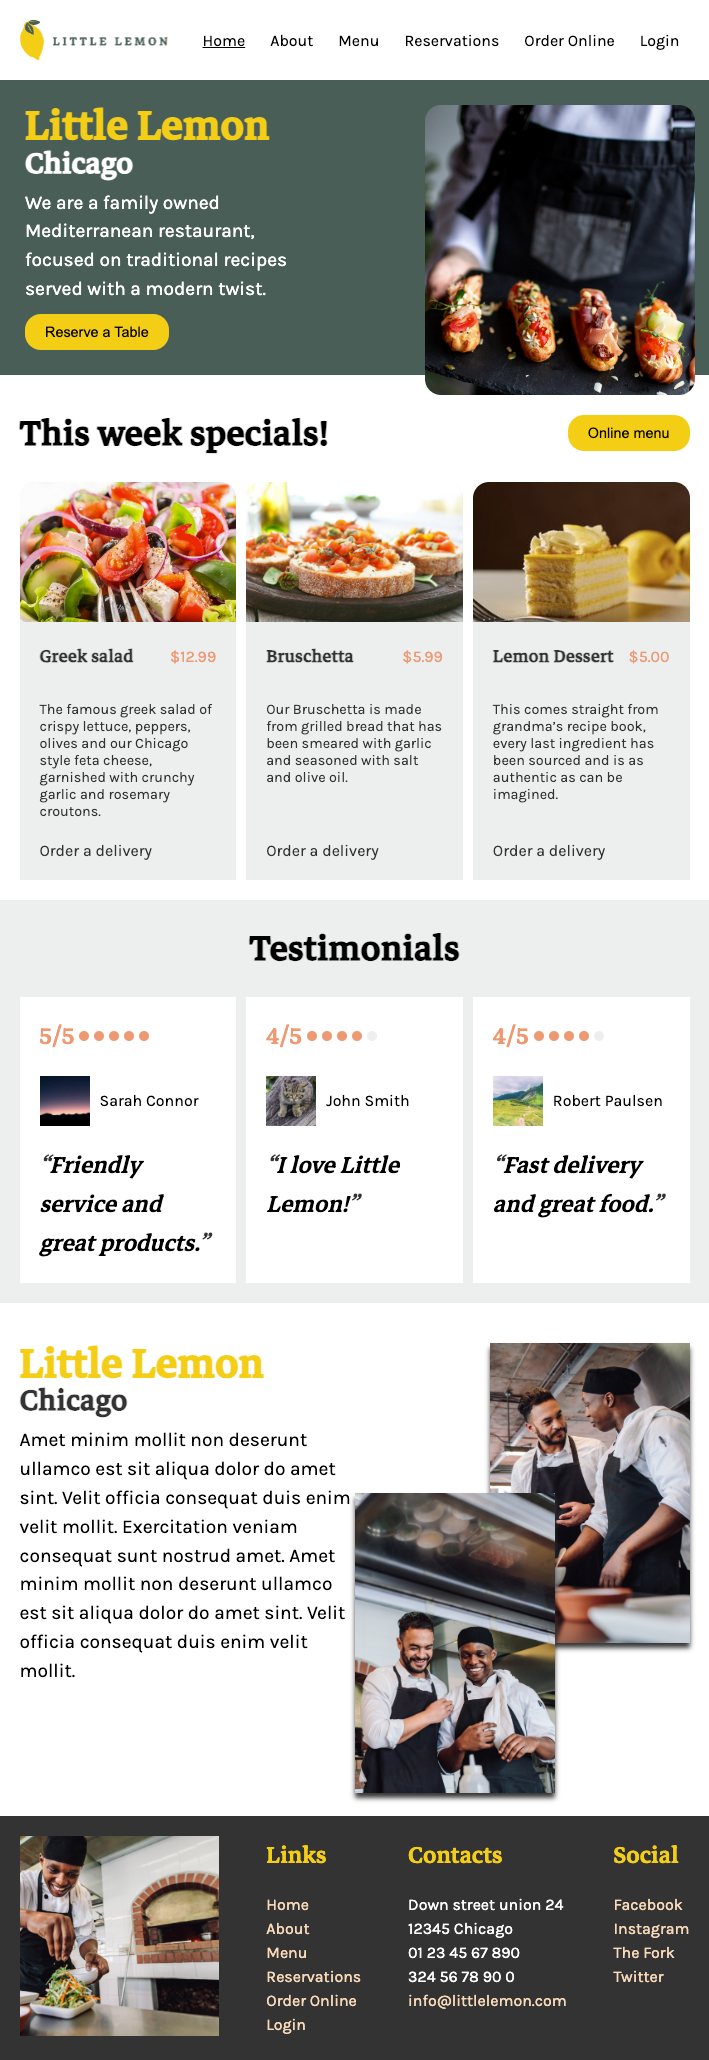 LITTLE LEMON
Home About Menu Reservations Order Online Login
Little Lemon
Chicago
We are a family owned
Mediterranean restaurant,
focused on traditional recipes
served with a modern twist.
Reserve a Table
This week specials!
Online menu
Greek salad $12.99
The famous greek salad of
crispy lettuce, peppers,
olives and our Chicago
style feta cheese,
garnished with crunchy
garlic and rosemary
croutons.
Order a delivery
Bruschetta $5.99
Our Bruschetta is made
from grilled bread that has
been smeared with garlic
and seasoned with salt
and olive oil.
Order a delivery
Lemon Dessert $5.00
This comes straight from
grandma’s recipe book,
every last ingredient has
been sourced and is as
authentic as can be
imagined.
Order a delivery
Testimonials
5/5
Sarah Connor
“Friendly
service and
great products.”
4/5
John Smith
“I love Little
Lemon!”
4/5
Robert Paulsen
“Fast delivery
and great food.”
Little Lemon
Chicago
Amet minim mollit non deserunt
ullamco est sit aliqua dolor do amet
sint. Velit officia consequat duis enim
velit mollit. Exercitation veniam
consequat sunt nostrud amet. Amet
minim mollit non deserunt ullamco
est sit aliqua dolor do amet sint. Velit
officia consequat duis enim velit
mollit.
Links
Home
About
Menu
Reservations
Order Online
Login
Contacts
Down street union 24
12345 Chicago
01 23 45 67 890
324 56 78 90 0
info@littlelemon.com
Social
Facebook
Instagram
The Fork
Twitter